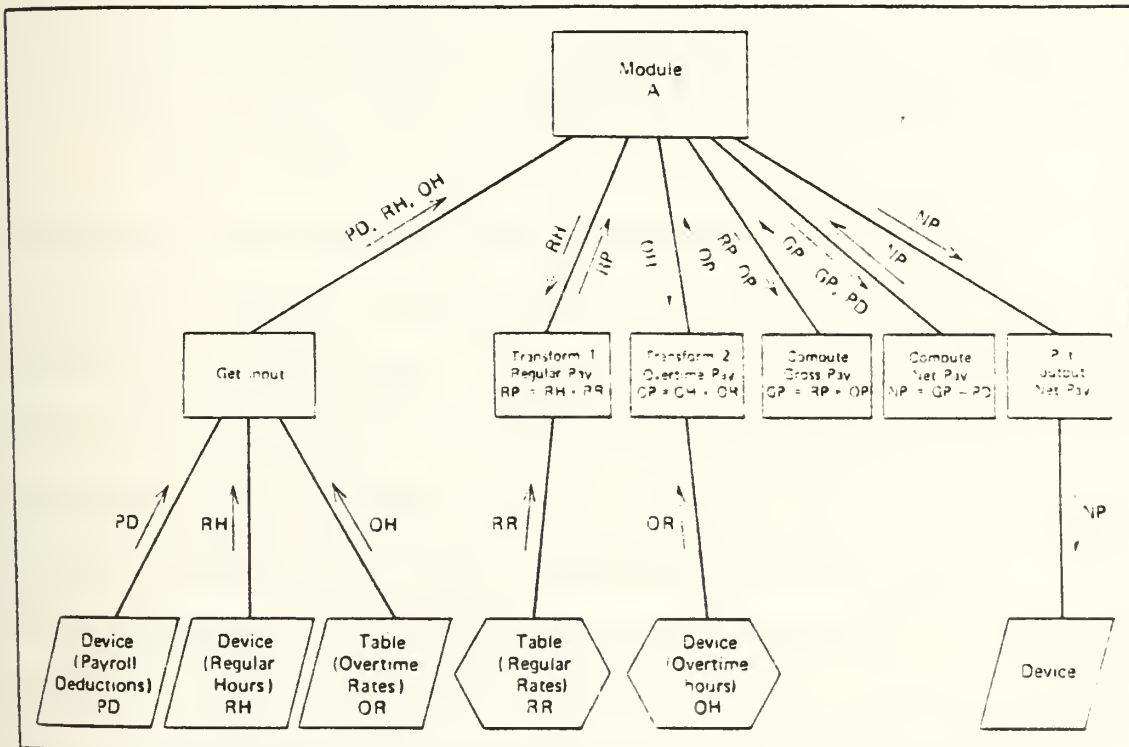 Module
A
PD, RH, OH
RH
RP
OH
OP
RP OP
GP
GP, PD
NP
NP
Get Input
Transform 1
Regular Pay
RP = RH * RR
Transform 2
Overtime Pay
Compute
Gross Pay
GP = RP + OP
Compute
Net Pay
NP = GP - PD
Put
output
Net Pay
PD
RH
OH
RR
OR
NP
Device
(Payroll
Deductions)
PD
Device
(Regular
Hours)
RH
Table
(Overtime
Rates)
OR
Table
(Regular
Rates)
RR
Device
(Overtime
hours)
OH
Device